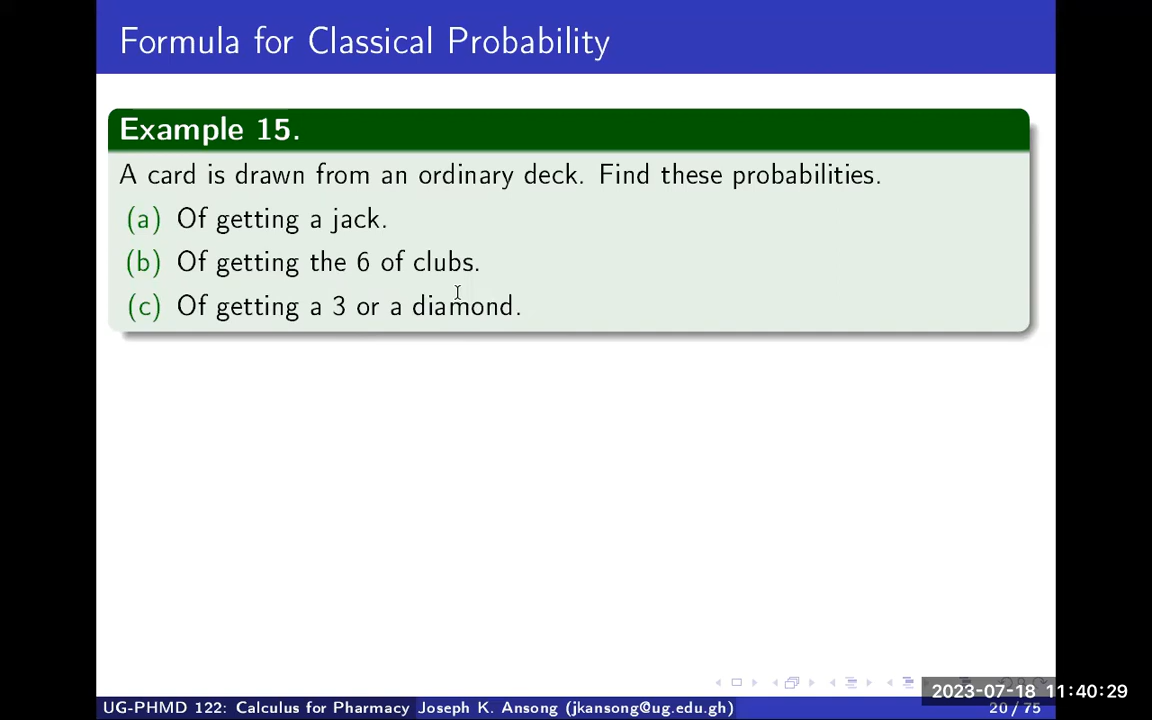 Formula for Classical Probability
Example 15.
A card is drawn from an ordinary deck. Find these probabilities.
(a) Of getting a jack.
(b) Of getting the 6 of clubs.
(c) Of getting a 3 or a diamond.
2023-07-18 11:40:29
UG-PHMD 122: Calculus for Pharmacy Joseph K. Ansong (jkansong@ug.edu.gh) 20 / 75